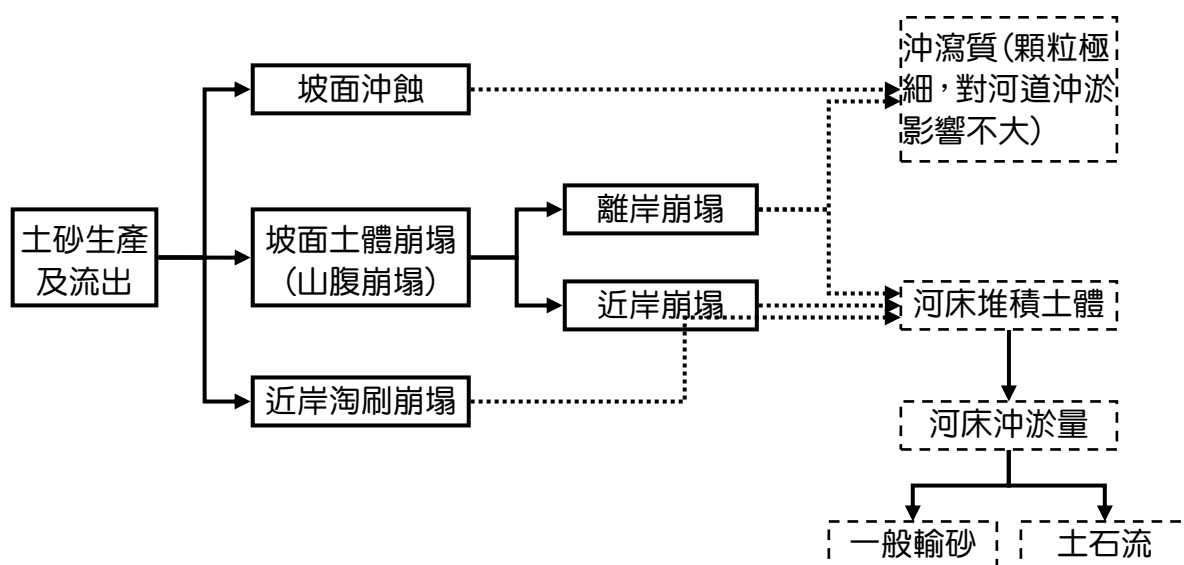 沖瀉質(顆粒極
細，對河道沖淤
影響不大)
坡面沖蝕
離岸崩塌
土砂生產
及流出
坡面土體崩塌
(山腹崩塌)
近岸崩塌
河床堆積土體
近岸淘刷崩塌
河床沖淤量
一般輸砂
土石流